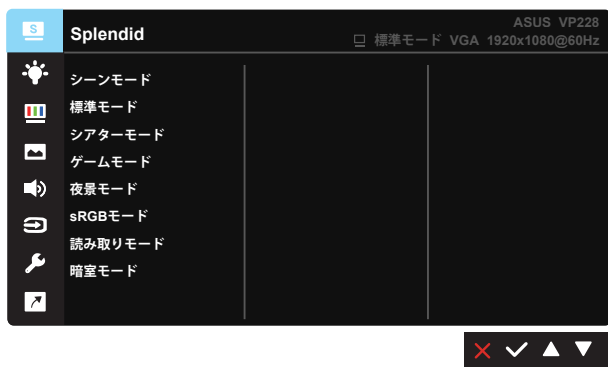 S
Splendid
ASUS VP228
標準モード VGA 1920x1080@60Hz
シーンモード
標準モード
シアターモード
ゲームモード
夜景モード
sRGBモード
読み取りモード
暗室モード